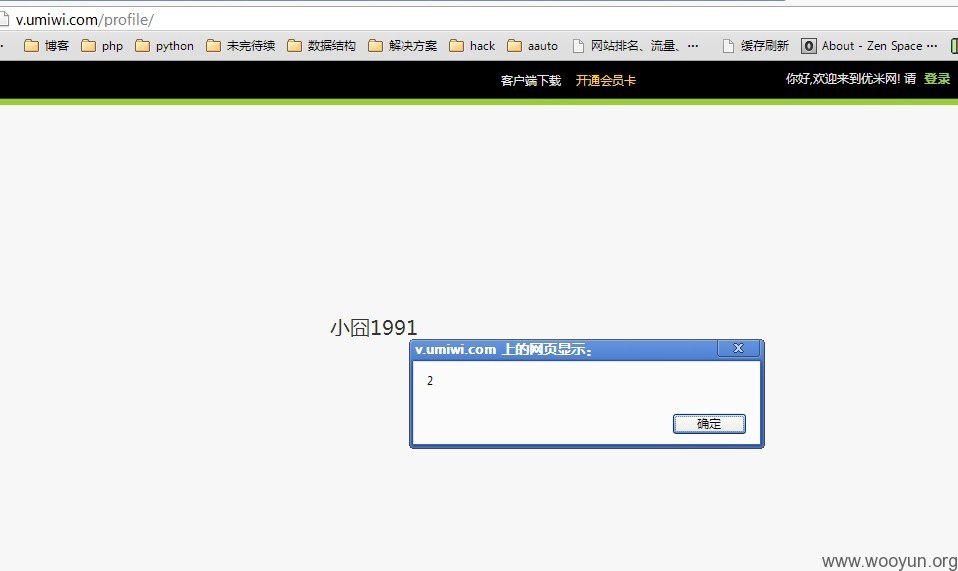 v.umiwi.com/profile/
博客 php python 未完待续 数据结构 解决方案 hack aauto 网站排名、流量、… 缓存刷新 About - Zen Space …
客户端下载 开通会员卡 你好,欢迎来到优米网! 请 登录
小囧1991
v.umiwi.com 上的网页显示：
2
确定
www.wooyun.org